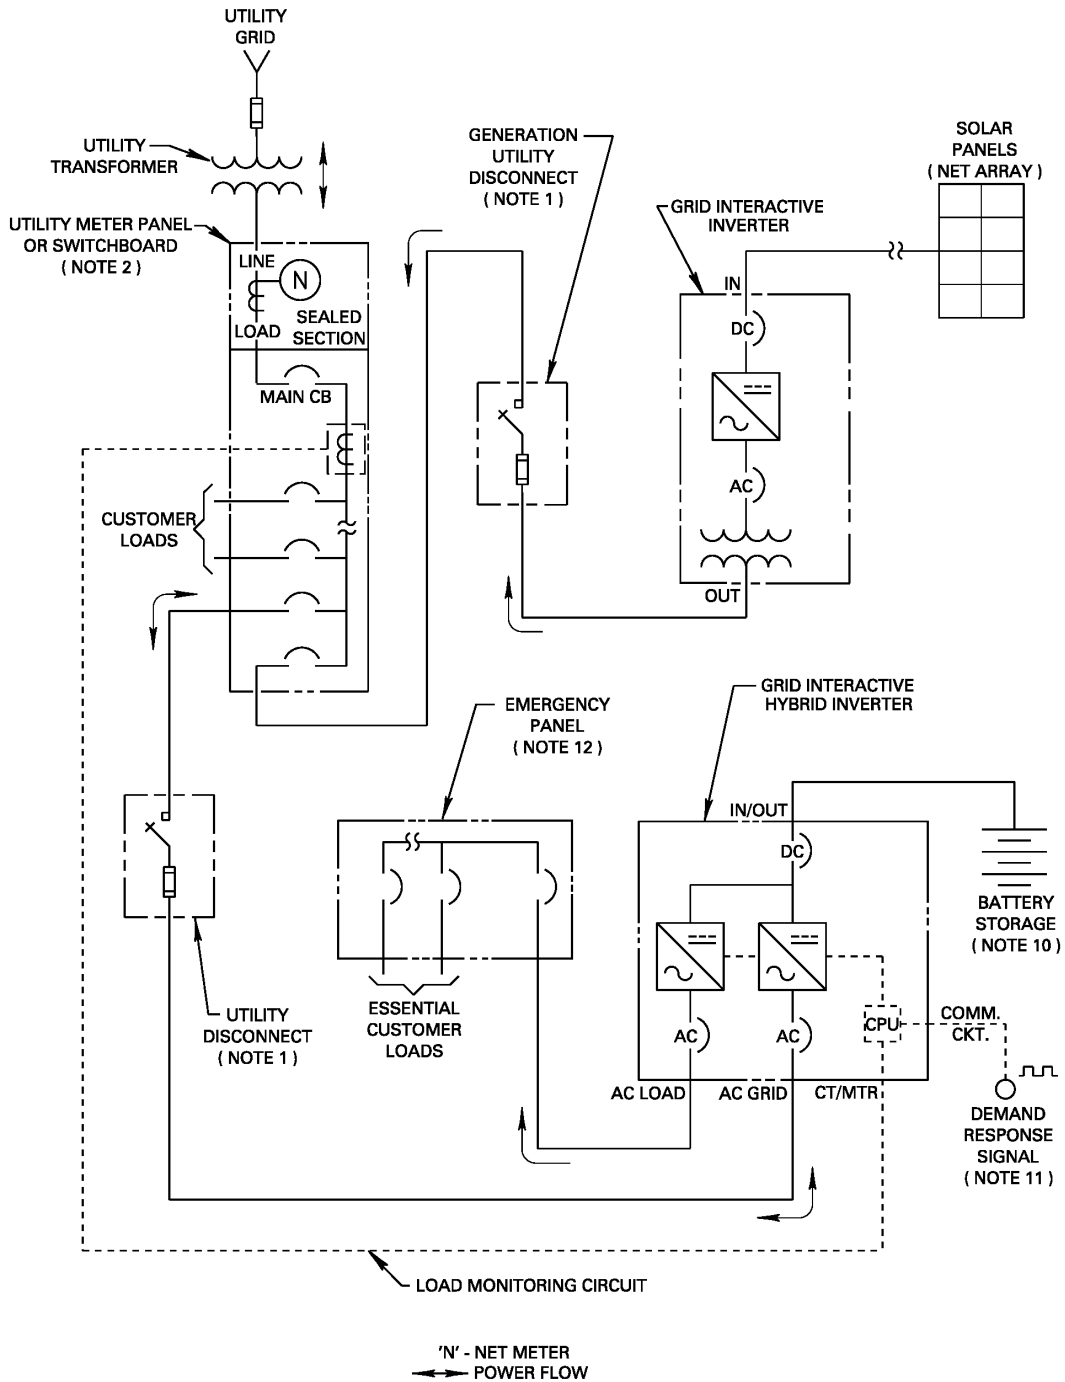 UTILITY
GRID
UTILITY
TRANSFORMER
GENERATION
UTILITY
DISCONNECT
( NOTE 1 )
SOLAR
PANELS
( NET ARRAY )
GRID INTERACTIVE
INVERTER
UTILITY METER PANEL
OR SWITCHBOARD
( NOTE 2 )
LINE
N
LOAD
SEALED
SECTION
MAIN CB
IN
DC
AC
OUT
CUSTOMER
LOADS
EMERGENCY
PANEL
( NOTE 12 )
GRID INTERACTIVE
HYBRID INVERTER
IN/OUT
DC
BATTERY
STORAGE
( NOTE 10 )
ESSENTIAL
CUSTOMER
LOADS
UTILITY
DISCONNECT
( NOTE 1 )
AC
AC
CPU
COMM.
CKT.
AC LOAD
AC GRID
CT/MTR
DEMAND
RESPONSE
SIGNAL
( NOTE 11 )
LOAD MONITORING CIRCUIT
'N' - NET METER
POWER FLOW